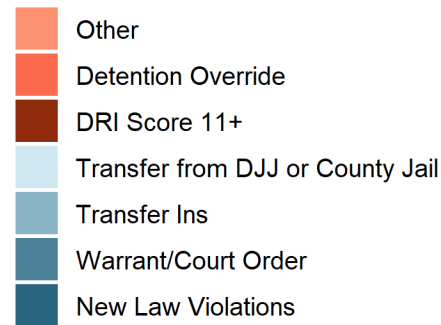 Other
Detention Override
DRI Score 11+
Transfer from DJJ or County Jail
Transfer Ins
Warrant/Court Order
New Law Violations